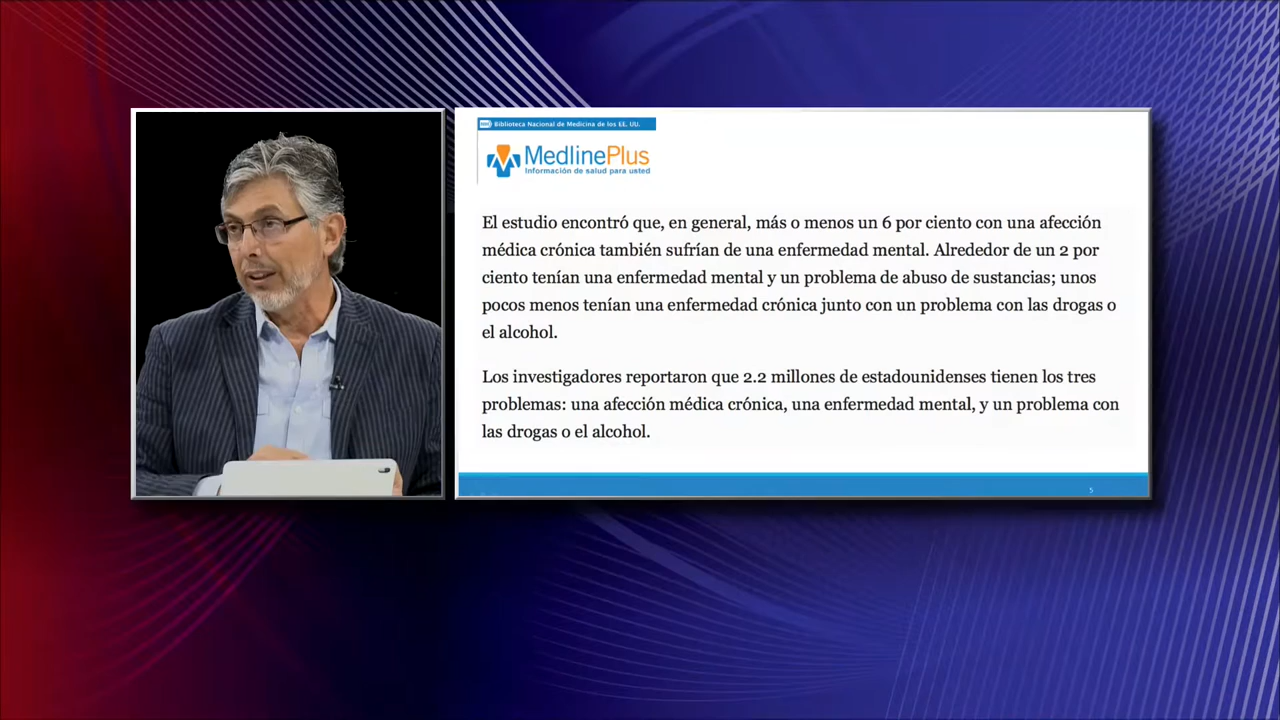 Biblioteca Nacional de Medicina de los EE. UU.
MedlinePlus
Información de salud para usted
El estudio encontró que, en general, más o menos un 6 por ciento con una afección
médica crónica también sufrían de una enfermedad mental. Alrededor de un 2 por
ciento tenían una enfermedad mental y un problema de abuso de sustancias; unos
pocos menos tenían una enfermedad crónica junto con un problema con las drogas o
el alcohol.
Los investigadores reportaron que 2.2 millones de estadounidenses tienen los tres
problemas: una afección médica crónica, una enfermedad mental, y un problema con
las drogas o el alcohol.
5